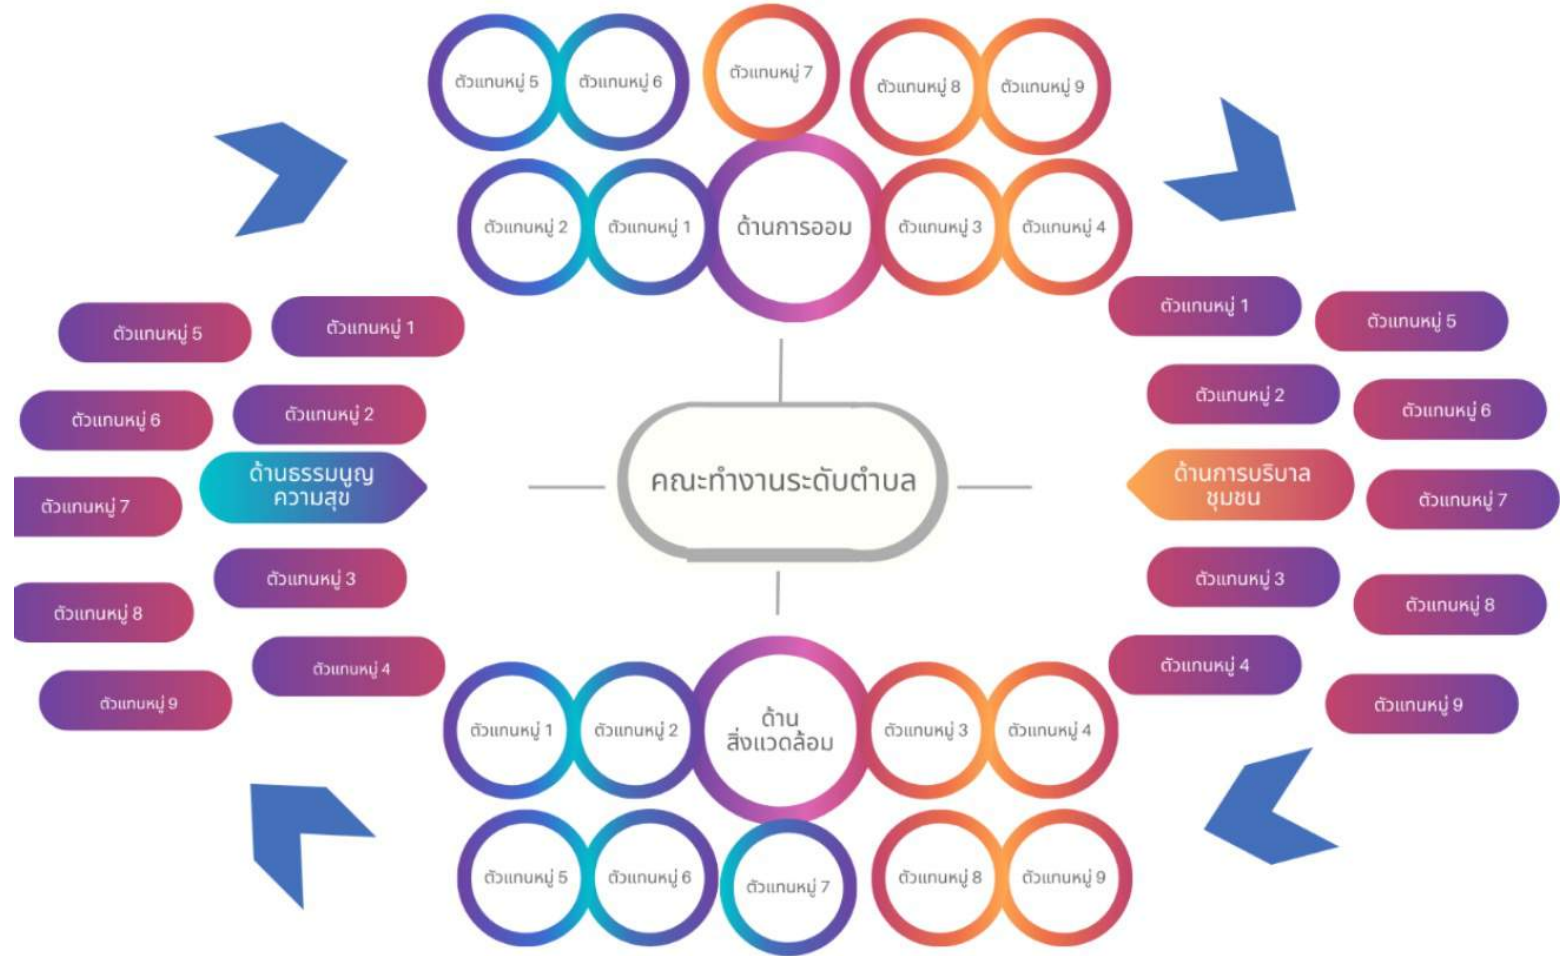 ตัวแทนหมู่ 5
ตัวแทนหมู่ 6
ตัวแทนหมู่ 7
ตัวแทนหมู่ 8
ตัวแทนหมู่ 9
ตัวแทนหมู่ 2
ตัวแทนหมู่ 1
ด้านการออม
ตัวแทนหมู่ 3
ตัวแทนหมู่ 4
ตัวแทนหมู่ 5
ตัวแทนหมู่ 1
ตัวแทนหมู่ 6
ตัวแทนหมู่ 2
ด้านธรรมนูญ
ความสุข
ตัวแทนหมู่ 7
ตัวแทนหมู่ 3
ตัวแทนหมู่ 8
ตัวแทนหมู่ 4
ตัวแทนหมู่ 9
คณะทำงานระดับตำบล
ตัวแทนหมู่ 1
ตัวแทนหมู่ 5
ตัวแทนหมู่ 2
ตัวแทนหมู่ 6
ด้านการบริบาล
ชุมชน
ตัวแทนหมู่ 7
ตัวแทนหมู่ 3
ตัวแทนหมู่ 8
ตัวแทนหมู่ 4
ตัวแทนหมู่ 9
ตัวแทนหมู่ 1
ตัวแทนหมู่ 2
ด้าน
สิ่งแวดล้อม
ตัวแทนหมู่ 3
ตัวแทนหมู่ 4
ตัวแทนหมู่ 5
ตัวแทนหมู่ 6
ตัวแทนหมู่ 7
ตัวแทนหมู่ 8
ตัวแทนหมู่ 9